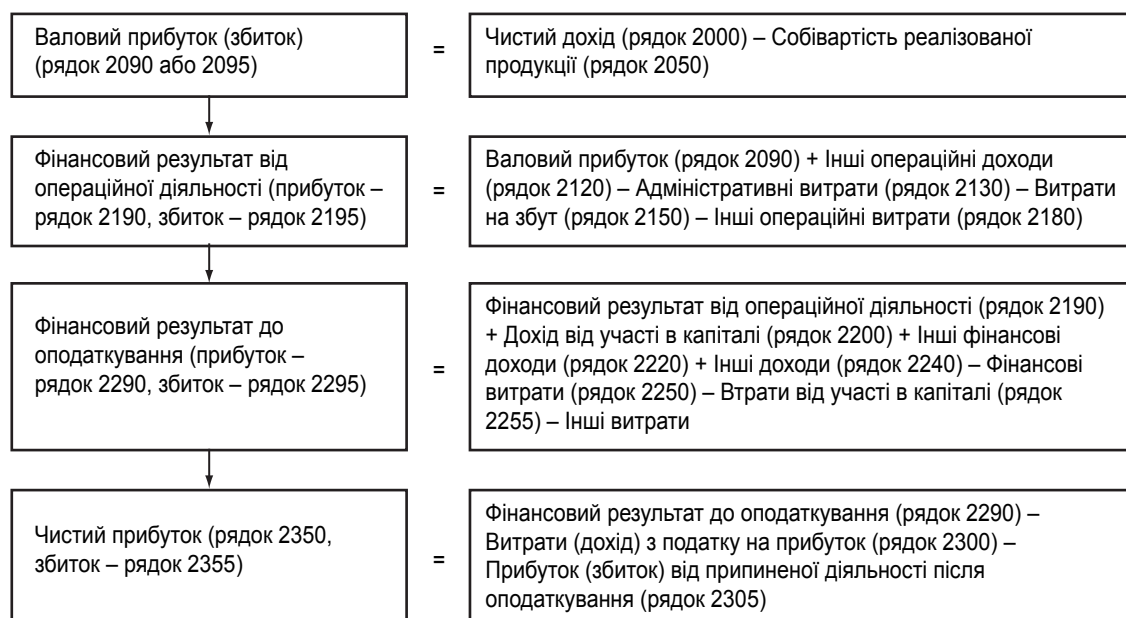 Валовий прибуток (збиток)
(рядок 2090 або 2095)
=
Чистий дохід (рядок 2000) – Собівартість реалізованої
продукції (рядок 2050)
Фінансовий результат від
операційної діяльності (прибуток –
рядок 2190, збиток – рядок 2195)
=
Валовий прибуток (рядок 2090) + Інші операційні доходи
(рядок 2120) – Адміністративні витрати (рядок 2130) – Витрати
на збут (рядок 2150) – Інші операційні витрати (рядок 2180)
Фінансовий результат до
оподаткування (прибуток –
рядок 2290, збиток – рядок 2295)
=
Фінансовий результат від операційної діяльності (рядок 2190)
+ Дохід від участі в капіталі (рядок 2200) + Інші фінансові
доходи (рядок 2220) + Інші доходи (рядок 2240) – Фінансові
витрати (рядок 2250) – Втрати від участі в капіталі (рядок
2255) – Інші витрати
Чистий прибуток (рядок 2350,
збиток – рядок 2355)
=
Фінансовий результат до оподаткування (рядок 2290) –
Витрати (дохід) з податку на прибуток (рядок 2300) –
Прибуток (збиток) від припиненої діяльності після
оподаткування (рядок 2305)